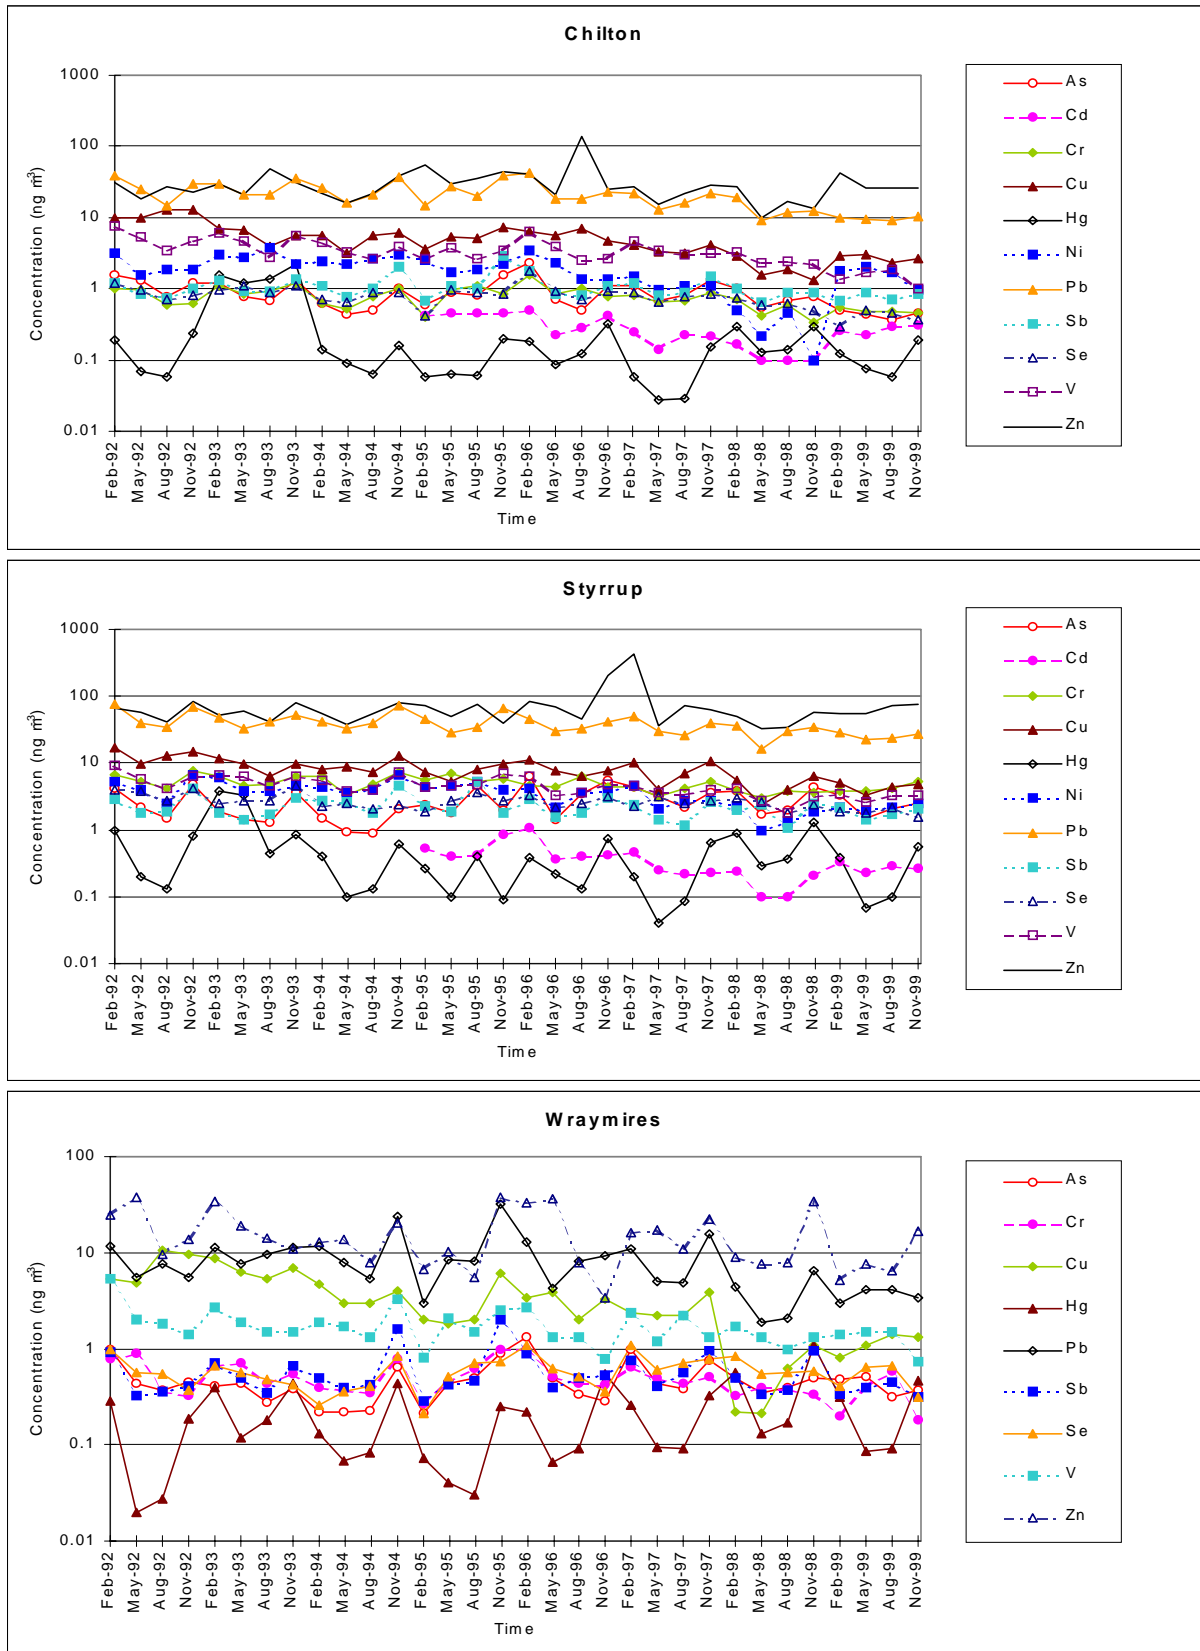 Chilton
1000
100
10
1
0.1
0.01
Concentration (ng m³)
Feb-92
May-92
Aug-92
Nov-92
Feb-93
May-93
Aug-93
Nov-93
Feb-94
May-94
Aug-94
Nov-94
Feb-95
May-95
Aug-95
Nov-95
Feb-96
May-96
Aug-96
Nov-96
Feb-97
May-97
Aug-97
Nov-97
Feb-98
May-98
Aug-98
Nov-98
Feb-99
May-99
Aug-99
Nov-99
Time
As
Cd
Cr
Cu
Hg
Ni
Pb
Sb
Se
V
Zn
Styrrup
1000
100
10
1
0.1
0.01
Concentration (ng m³)
Feb-92
May-92
Aug-92
Nov-92
Feb-93
May-93
Aug-93
Nov-93
Feb-94
May-94
Aug-94
Nov-94
Feb-95
May-95
Aug-95
Nov-95
Feb-96
May-96
Aug-96
Nov-96
Feb-97
May-97
Aug-97
Nov-97
Feb-98
May-98
Aug-98
Nov-98
Feb-99
May-99
Aug-99
Nov-99
Time
As
Cd
Cr
Cu
Hg
Ni
Pb
Sb
Se
V
Zn
Wraymires
100
10
1
0.1
0.01
Concentration (ng m³)
Feb-92
May-92
Aug-92
Nov-92
Feb-93
May-93
Aug-93
Nov-93
Feb-94
May-94
Aug-94
Nov-94
Feb-95
May-95
Aug-95
Nov-95
Feb-96
May-96
Aug-96
Nov-96
Feb-97
May-97
Aug-97
Nov-97
Feb-98
May-98
Aug-98
Nov-98
Feb-99
May-99
Aug-99
Nov-99
Time
As
Cr
Cu
Hg
Pb
Sb
Se
V
Zn